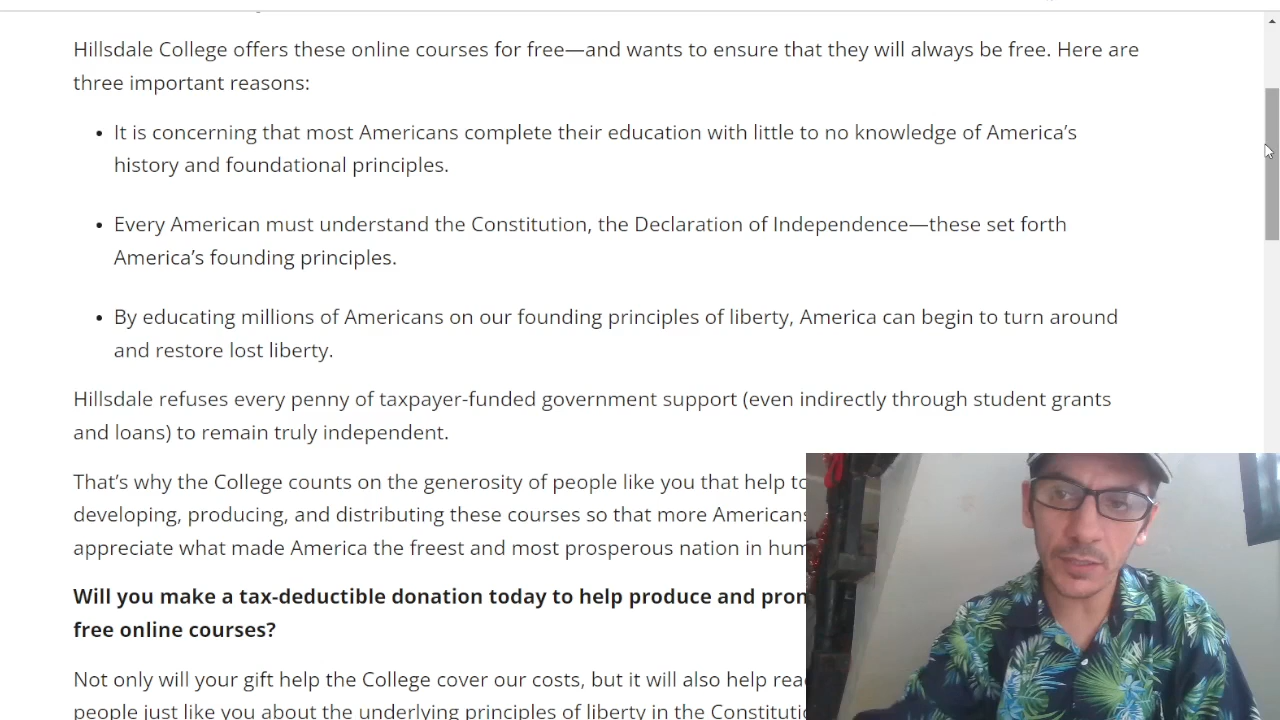 Hillsdale College offers these online courses for free—and wants to ensure that they will always be free. Here are
three important reasons:
• It is concerning that most Americans complete their education with little to no knowledge of America’s
history and foundational principles.
• Every American must understand the Constitution, the Declaration of Independence—these set forth
America’s founding principles.
• By educating millions of Americans on our founding principles of liberty, America can begin to turn around
and restore lost liberty.
Hillsdale refuses every penny of taxpayer-funded government support (even indirectly through student grants
and loans) to remain truly independent.
That’s why the College counts on the generosity of people like you that help
developing, producing, and distributing these courses so that more Americans
appreciate what made America the freest and most prosperous nation in
Will you make a tax-deductible donation today to help produce and
free online courses?
Not only will your gift help the College cover our costs, but it will also help
people just like you about the underlying principles of liberty in the